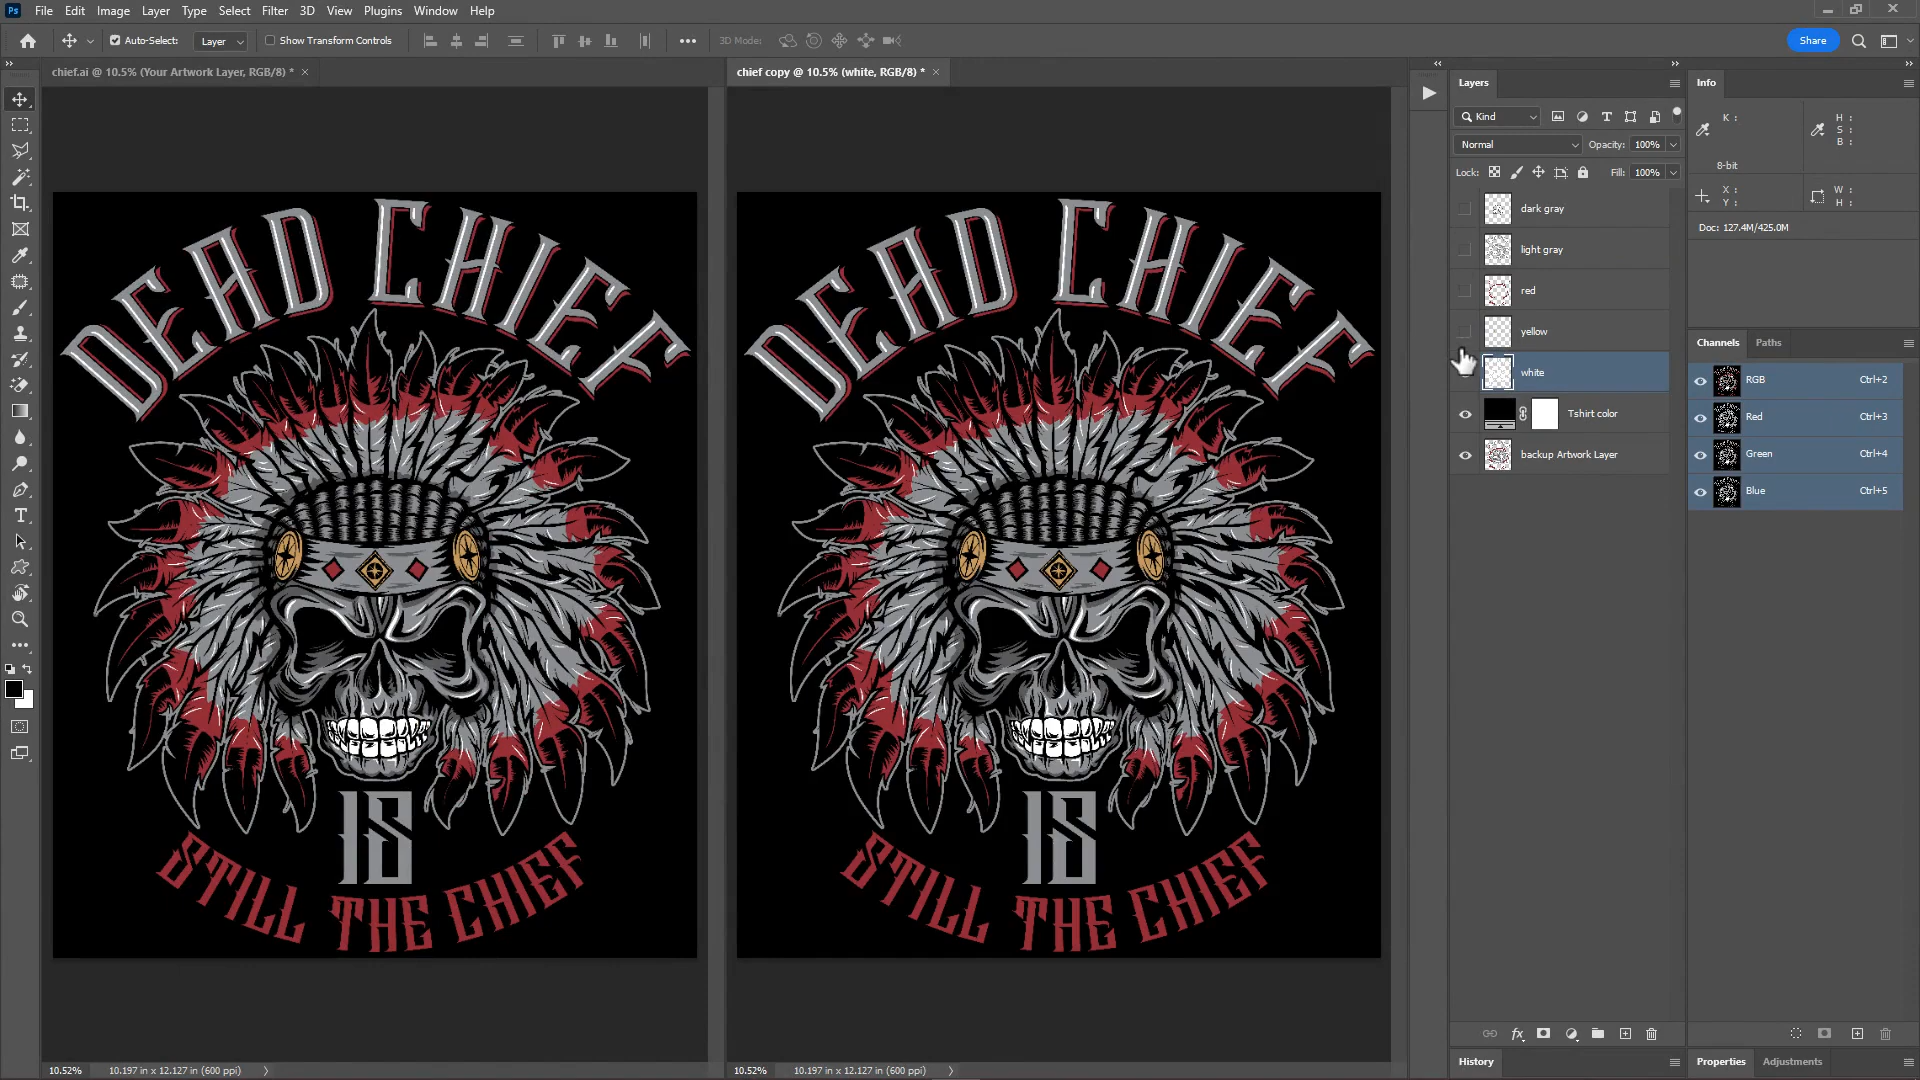 Ps File Edit Image Layer Type Select Filter 3D View Plugins Window Help
Auto-Select: Layer Show Transform Controls 3D Mode: Share
chief.ai @ 10.5% (Your Artwork Layer, RGB/8) *
chief copy @ 10.5% (white, RGB/8) *
DEAD CHIEF
IS
STILL THE CHIEF
DEAD CHIEF
IS
STILL THE CHIEF
10.52% 10.197 in x 12.127 in (600 ppi)
10.52% 10.197 in x 12.127 in (600 ppi)
Layers
Kind
Normal Opacity: 100%
Lock: Fill: 100%
dark gray
light gray
red
yellow
white
Tshirt color
backup Artwork Layer
fx
History
Info
K : H :
S :
B :
8-bit
X : W :
Y : H :
Doc: 127.4M/425.0M
Channels Paths
RGB Ctrl+2
Red Ctrl+3
Green Ctrl+4
Blue Ctrl+5
Properties Adjustments